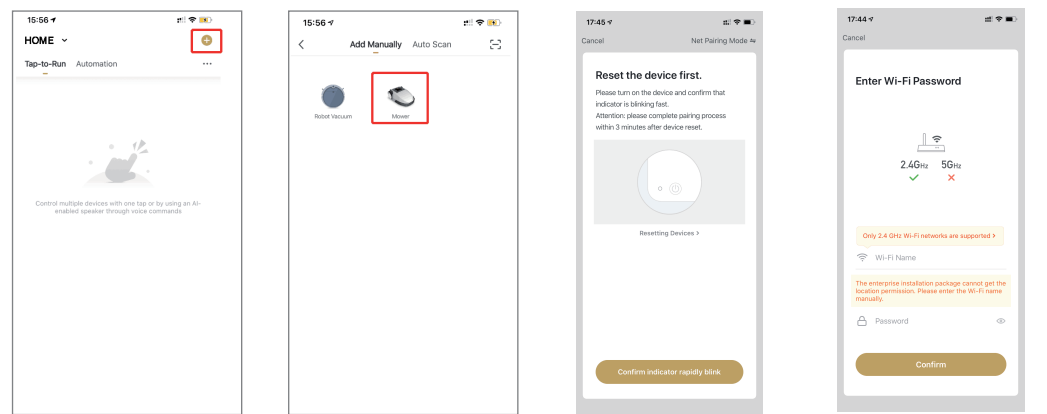 15:56
HOME
Tap-to-Run Automation
Control multiple devices with one tap or by using an AI-
enabled speaker through voice commands
15:56
Add Manually Auto Scan
Robot Vacuum Mower
17:45
Cancel Net Pairing Mode
Reset the device first.
Please turn on the device and confirm that
indicator is blinking fast.
Attention: please complete pairing process
within 3 minutes after device reset.
Resetting Devices >
Confirm indicator rapidly blink
17:44
Cancel
Enter Wi-Fi Password
2.4GHz 5GHz
Only 2.4 GHz Wi-Fi networks are supported >
Wi-Fi Name
The enterprise installation package cannot get the
location permission. Please enter the Wi-Fi name
manually.
Password
Confirm